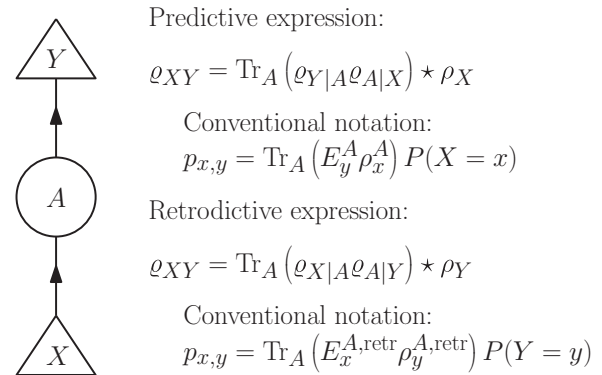 Y
Predictive expression:
ϱ_{XY} = Tr_A (ϱ_{Y|A} ϱ_{A|X}) ⋆ ρ_X
Conventional notation:
p_{x,y} = Tr_A (E_y^A ρ_x^A) P(X = x)
A
Retrodictive expression:
ϱ_{XY} = Tr_A (ϱ_{X|A} ϱ_{A|Y}) ⋆ ρ_Y
Conventional notation:
p_{x,y} = Tr_A (E_x^{A,retr} ρ_y^{A,retr}) P(Y = y)
X